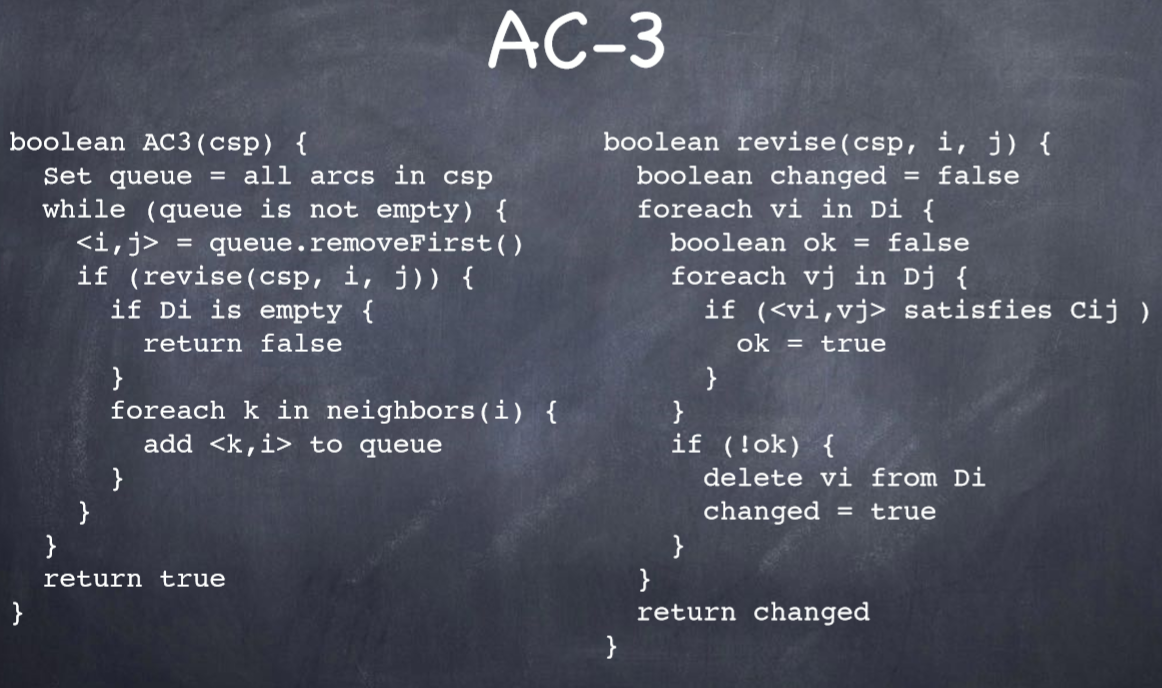 AC-3
boolean AC3(csp) {
  Set queue = all arcs in csp
  while (queue is not empty) {
    <i,j> = queue.removeFirst()
    if (revise(csp, i, j)) {
      if Di is empty {
        return false
      }
      foreach k in neighbors(i) {
        add <k,i> to queue
      }
    }
  }
  return true
}
boolean revise(csp, i, j) {
  boolean changed = false
  foreach vi in Di {
    boolean ok = false
    foreach vj in Dj {
      if (<vi,vj> satisfies Cij )
        ok = true
      }
    }
    if (!ok) {
      delete vi from Di
      changed = true
    }
  }
  return changed
}